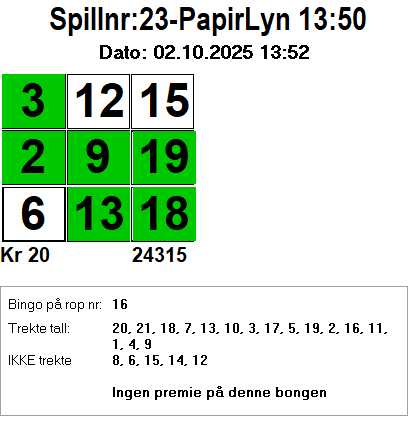 Spillnr:23-PapirLyn 13:50
Dato: 02.10.2025 13:52
3 12 15
2 9 19
6 13 18
Kr 20 24315
Bingo på rop nr: 16
Trekte tall: 20, 21, 18, 7, 13, 10, 3, 17, 5, 19, 2, 16, 11,
1, 4, 9
IKKE trekte 8, 6, 15, 14, 12
Ingen premie på denne bongen